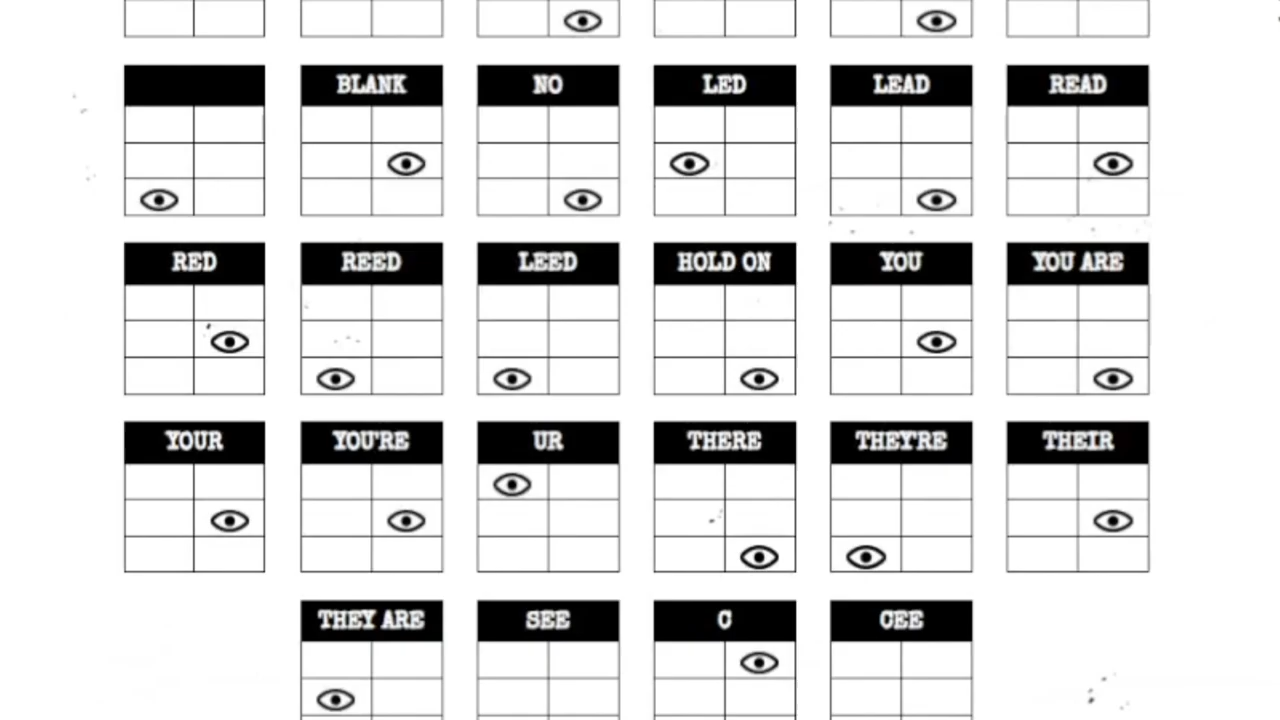 BLANK NO LED LEAD READ
RED REED LEED HOLD ON YOU YOU ARE
YOUR YOU'RE UR THERE THEY'RE THEIR
THEY ARE SEE C CEE